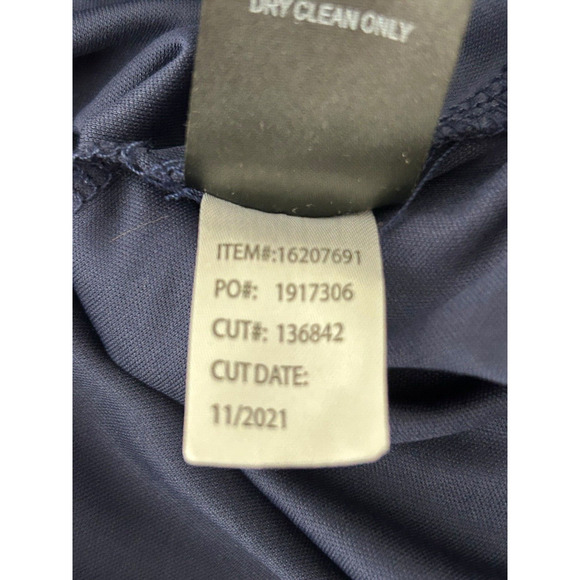 DRY CLEAN ONLY
ITEM#:16207691
PO#: 1917306
CUT#: 136842
CUT DATE:
11/2021